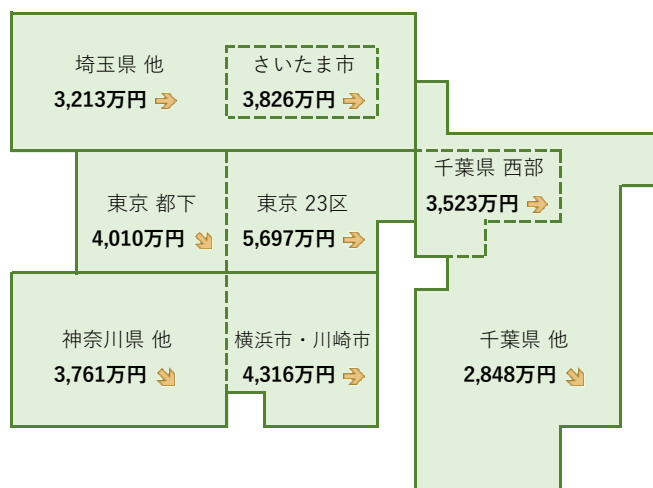 埼玉県 他
3,213万円
さいたま市
3,826万円
千葉県 西部
3,523万円
東京 都下
4,010万円
東京 23区
5,697万円
神奈川県 他
3,761万円
横浜市・川崎市
4,316万円
千葉県 他
2,848万円